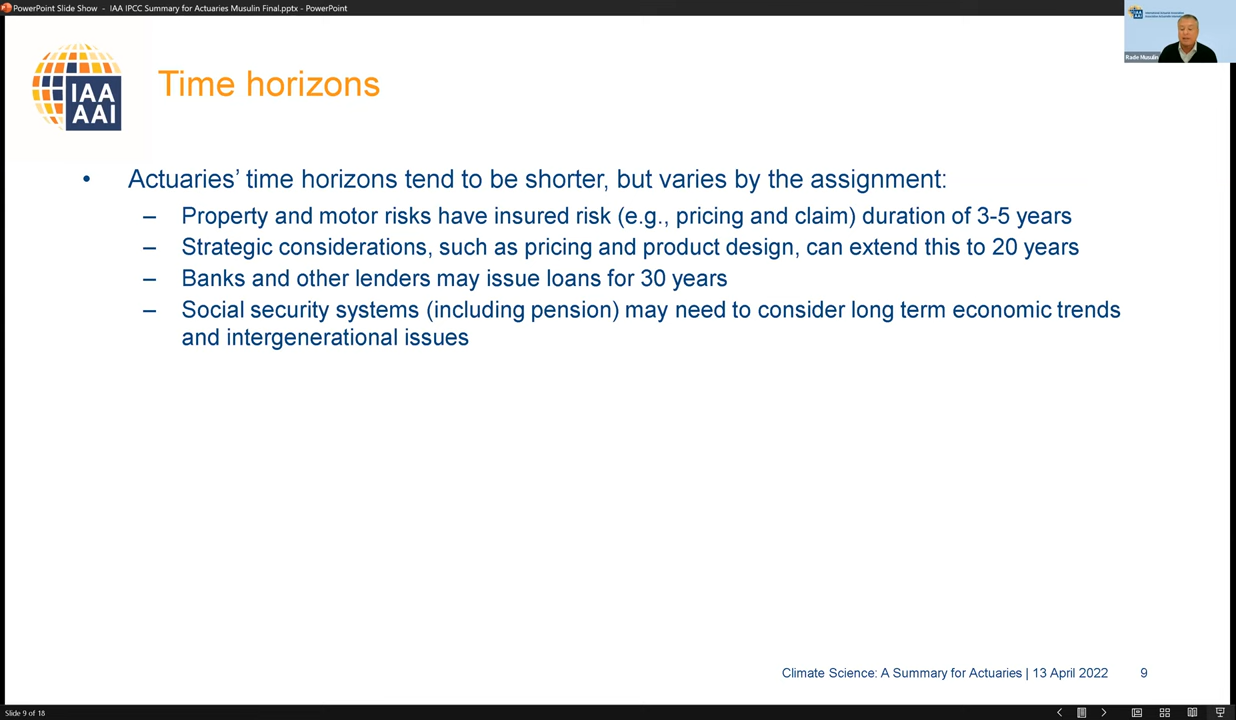 PowerPoint Slide Show - IAA IPCC Summary for Actuaries Musulin Final.pptx - PowerPoint
Rade Musulin
IAA
AAI
Time horizons
• Actuaries’ time horizons tend to be shorter, but varies by the assignment:
– Property and motor risks have insured risk (e.g., pricing and claim) duration of 3-5 years
– Strategic considerations, such as pricing and product design, can extend this to 20 years
– Banks and other lenders may issue loans for 30 years
– Social security systems (including pension) may need to consider long term economic trends
and intergenerational issues
Climate Science: A Summary for Actuaries | 13 April 2022 9
Slide 9 of 18